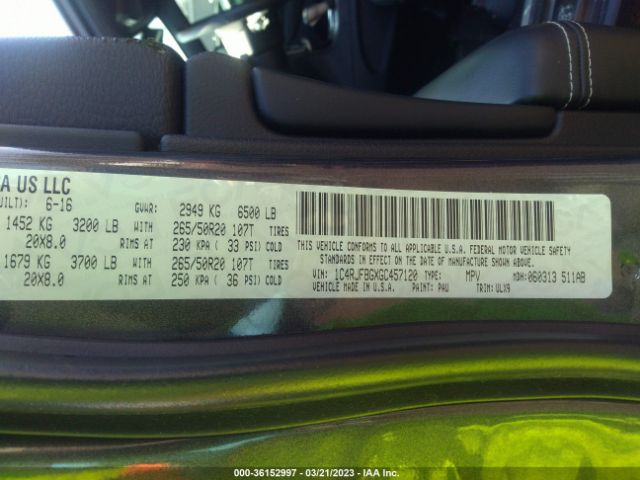 A US LLC
UILT): 6-16 GVWR: 2949 KG 6500 LB
1452 KG 3200 LB WITH 265/50R20 107T TIRES
20X8.0 RIMS AT 230 KPA ( 33 PSI) COLD
1679 KG 3700 LB WITH 265/50R20 107T TIRES
20X8.0 RIMS AT 250 KPA ( 36 PSI) COLD
THIS VEHICLE CONFORMS TO ALL APPLICABLE U.S.A. FEDERAL MOTOR VEHICLE SAFETY
STANDARDS IN EFFECT ON THE DATE OF MANUFACTURE SHOWN ABOVE.
VIN: 1C4RJFBGXGC457120 TYPE: MPV MDH: 060313 511AB
VEHICLE MADE IN U.S.A. PAINT: PAU TRIM: VLX9
000-36152997 — 03/21/2023 — IAA Inc.